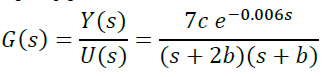 G(s) = Y(s)/U(s) = 7c e^{-0.006s}/((s + 2b)(s + b))